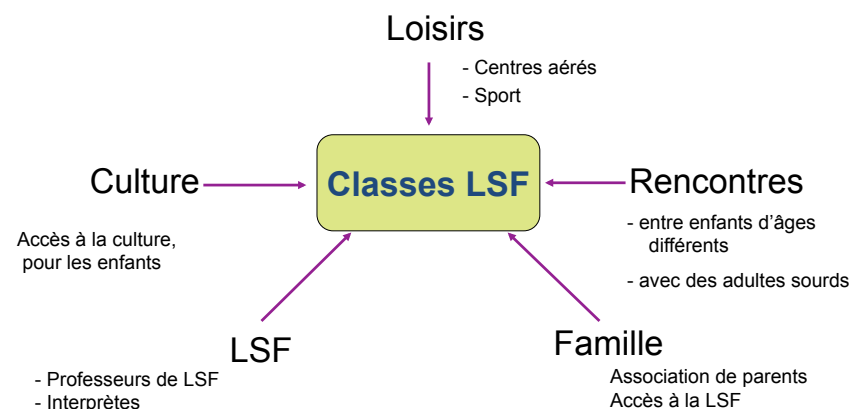 Loisirs
- Centres aérés
- Sport
Culture
Classes LSF
Rencontres
Accès à la culture,
pour les enfants
- entre enfants d’âges
différents
- avec des adultes sourds
LSF
- Professeurs de LSF
- Interprètes
Famille
Association de parents
Accès à la LSF